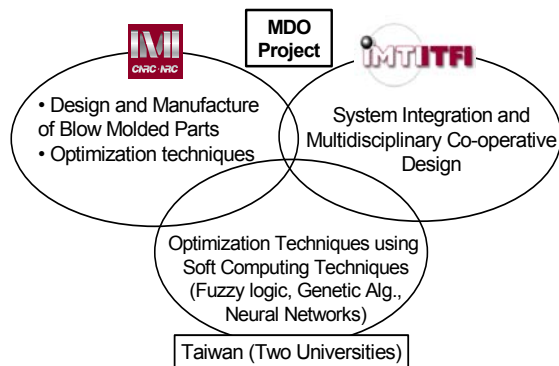 MDO
Project
IMI
CNRC · NRC
iMTI ITFI
• Design and Manufacture
of Blow Molded Parts
• Optimization techniques
System Integration and
Multidisciplinary Co-operative
Design
Optimization Techniques using
Soft Computing Techniques
(Fuzzy logic, Genetic Alg.,
Neural Networks)
Taiwan (Two Universities)